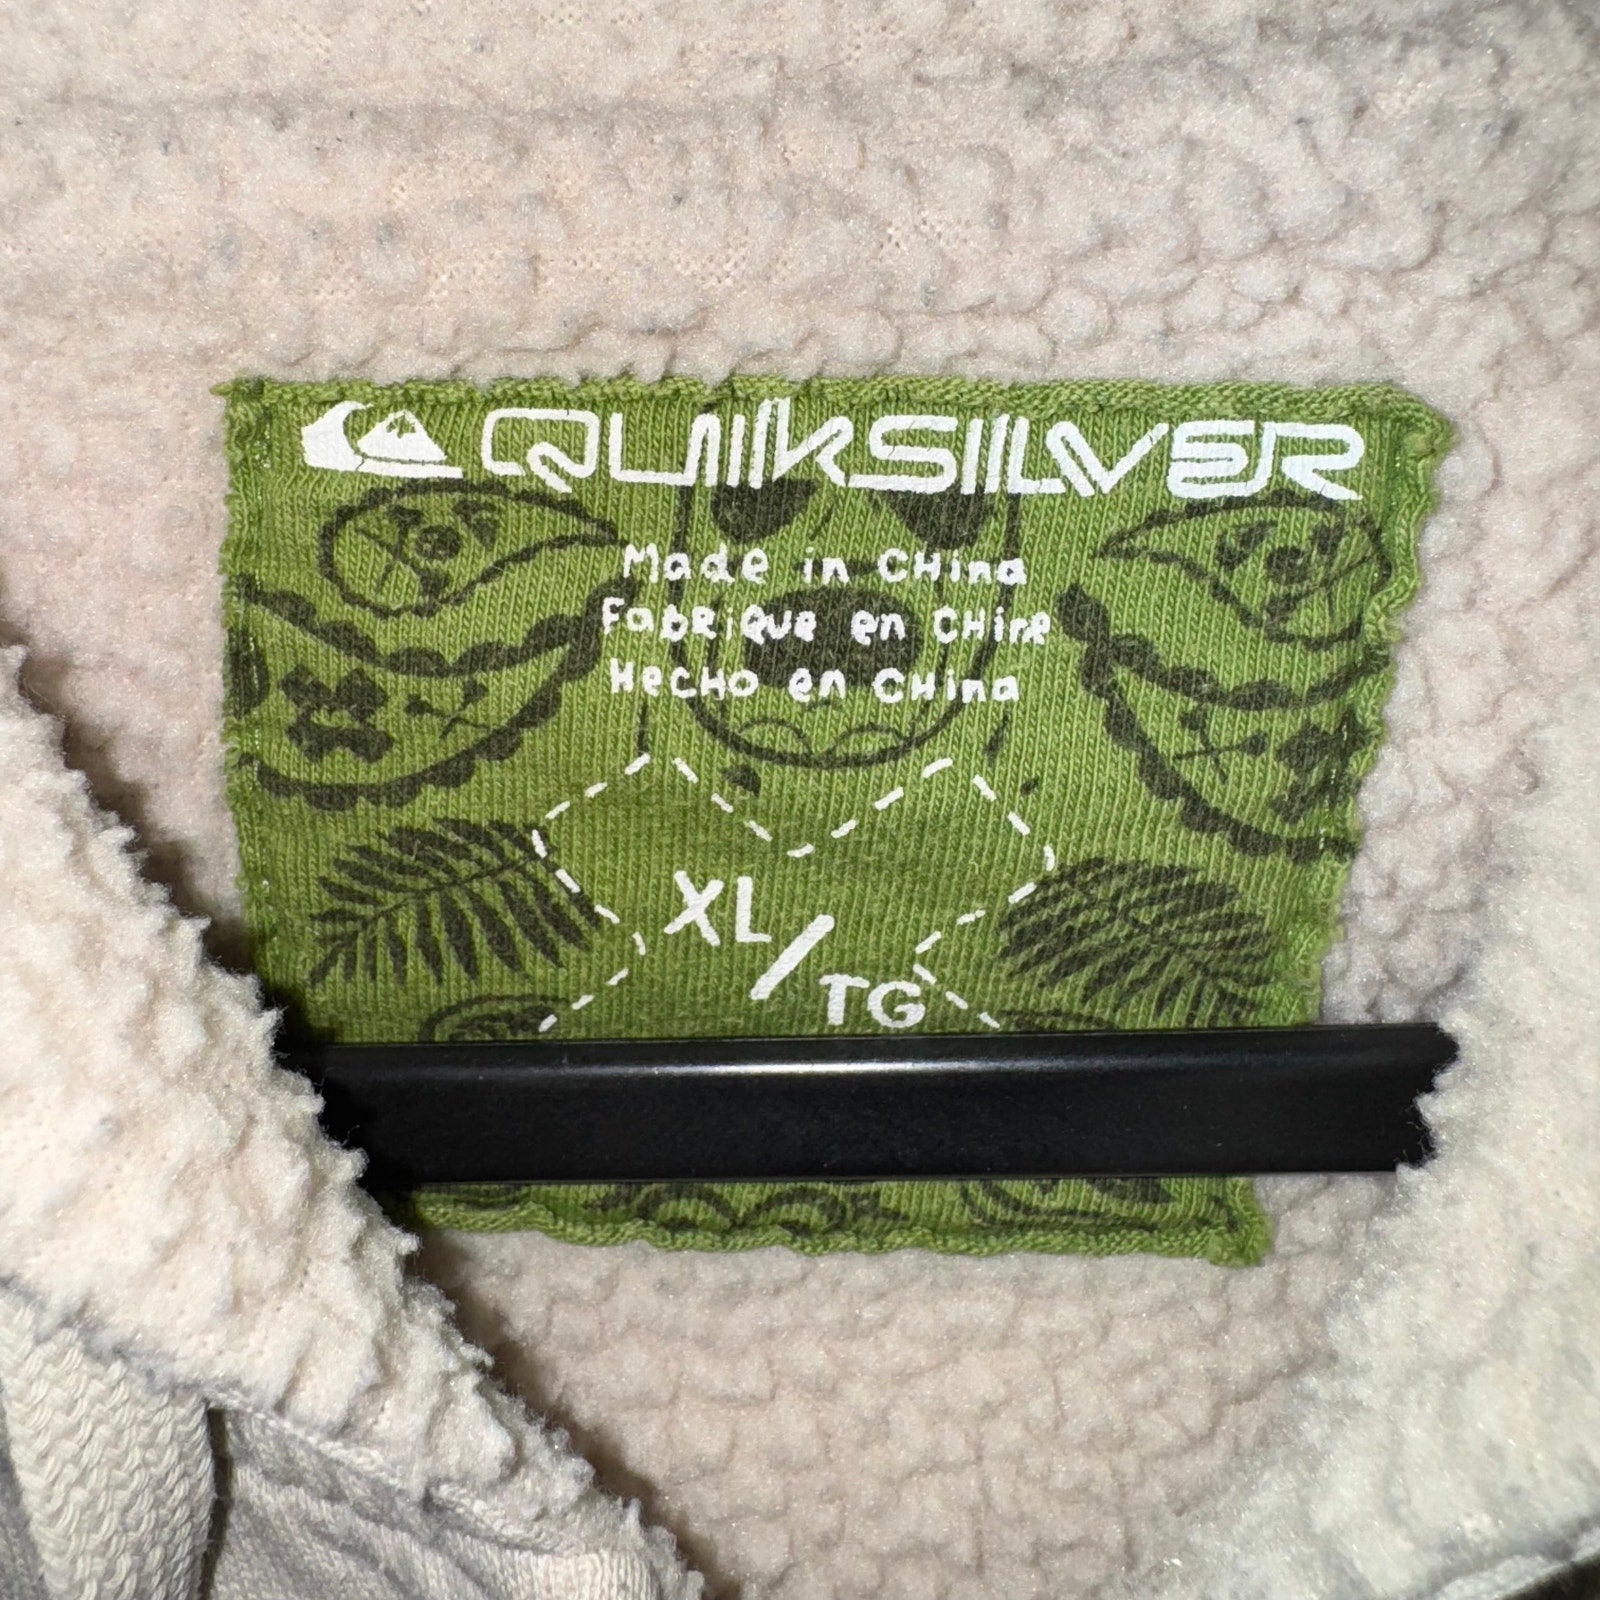 QUIKSILVER
Made in CHina
FabRiQue en CHine
HeCHo en CHina
XL/TG